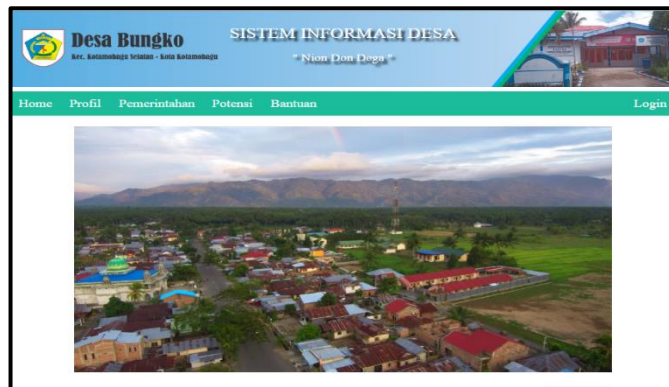 Desa Bungko
Kec. Kotamobagu Selatan - Kota Kotamobagu
SISTEM INFORMASI DESA
" Nion Don Dega "
Home Profil Pemerintahan Potensi Bantuan Login